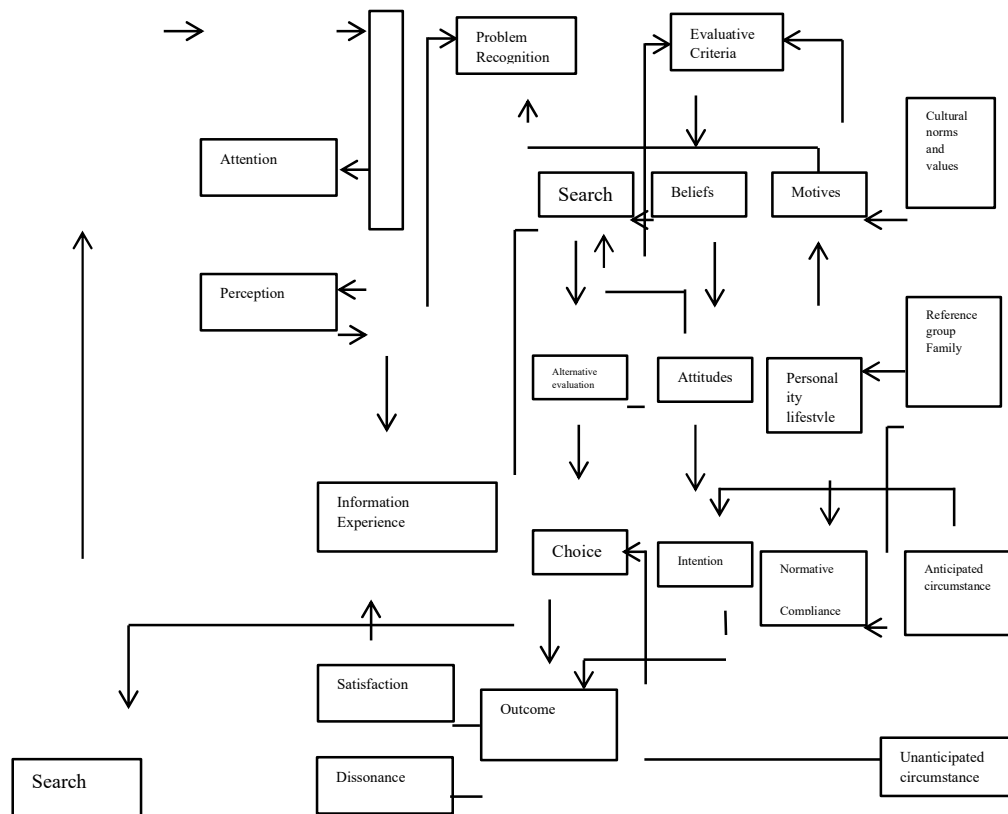 Problem
Recognition
Evaluative
Criteria
Cultural
norms
and
values
Attention
Search
Beliefs
Motives
Perception
Reference
group
Family
Alternative
evaluation
Attitudes
Personal
ity
lifestyle
Information
Experience
Choice
Intention
Normative
Compliance
Anticipated
circumstance
Satisfaction
Outcome
Unanticipated
circumstance
Search
Dissonance